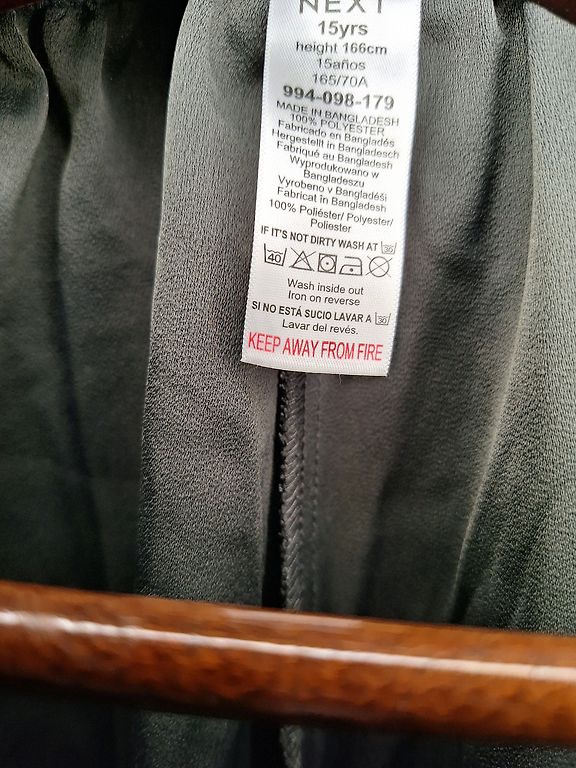 NEXT
15yrs
height 166cm
15años
165/70A
994-098-179
MADE IN BANGLADESH
100% POLYESTER
Fabricado en Bangladés
Hergestellt in Bangladesch
Fabriqué au Bangladesh
Wyprodukowano w
Bangladeszu
Vyrobeno v Bangladéši
Fabricat în Bangladesh
100% Poliéster/ Polyester/
Poliester
IF IT'S NOT DIRTY WASH AT 30
40
Wash inside out
Iron on reverse
SI NO ESTÁ SUCIO LAVAR A 30
Lavar del revés.
KEEP AWAY FROM FIRE